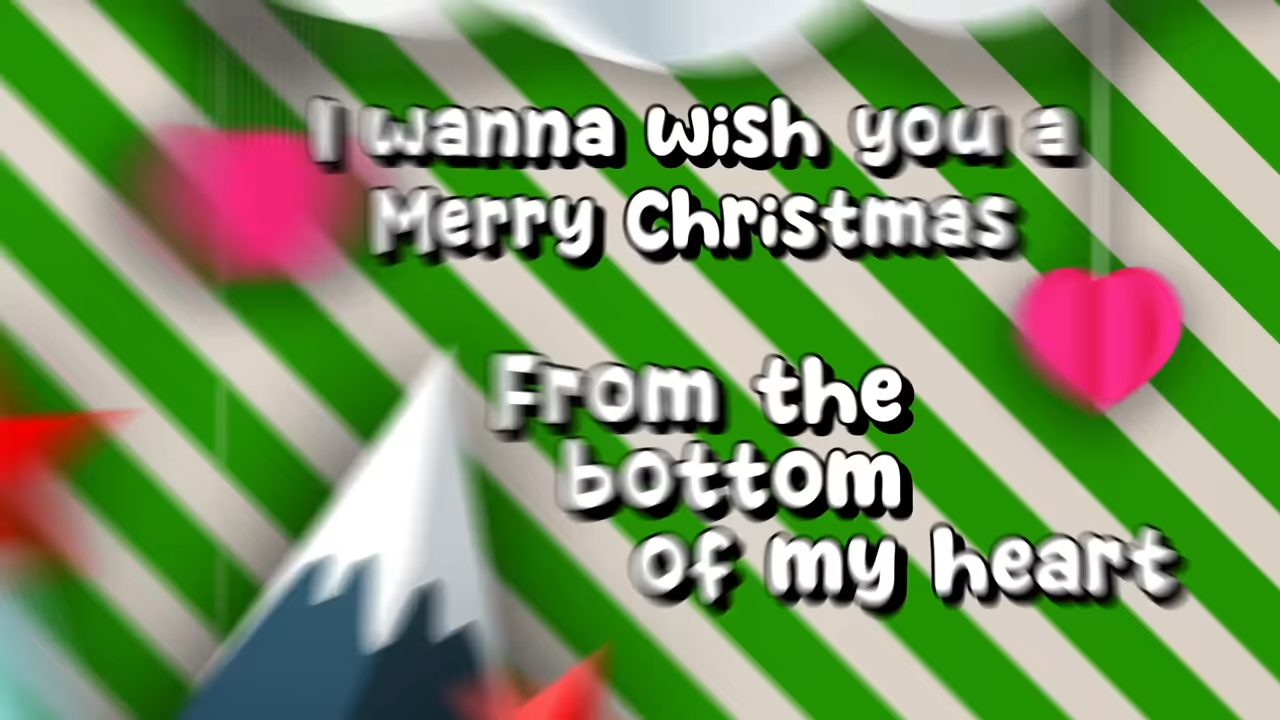 I wanna wish you a
Merry Christmas
From the
bottom
of my heart